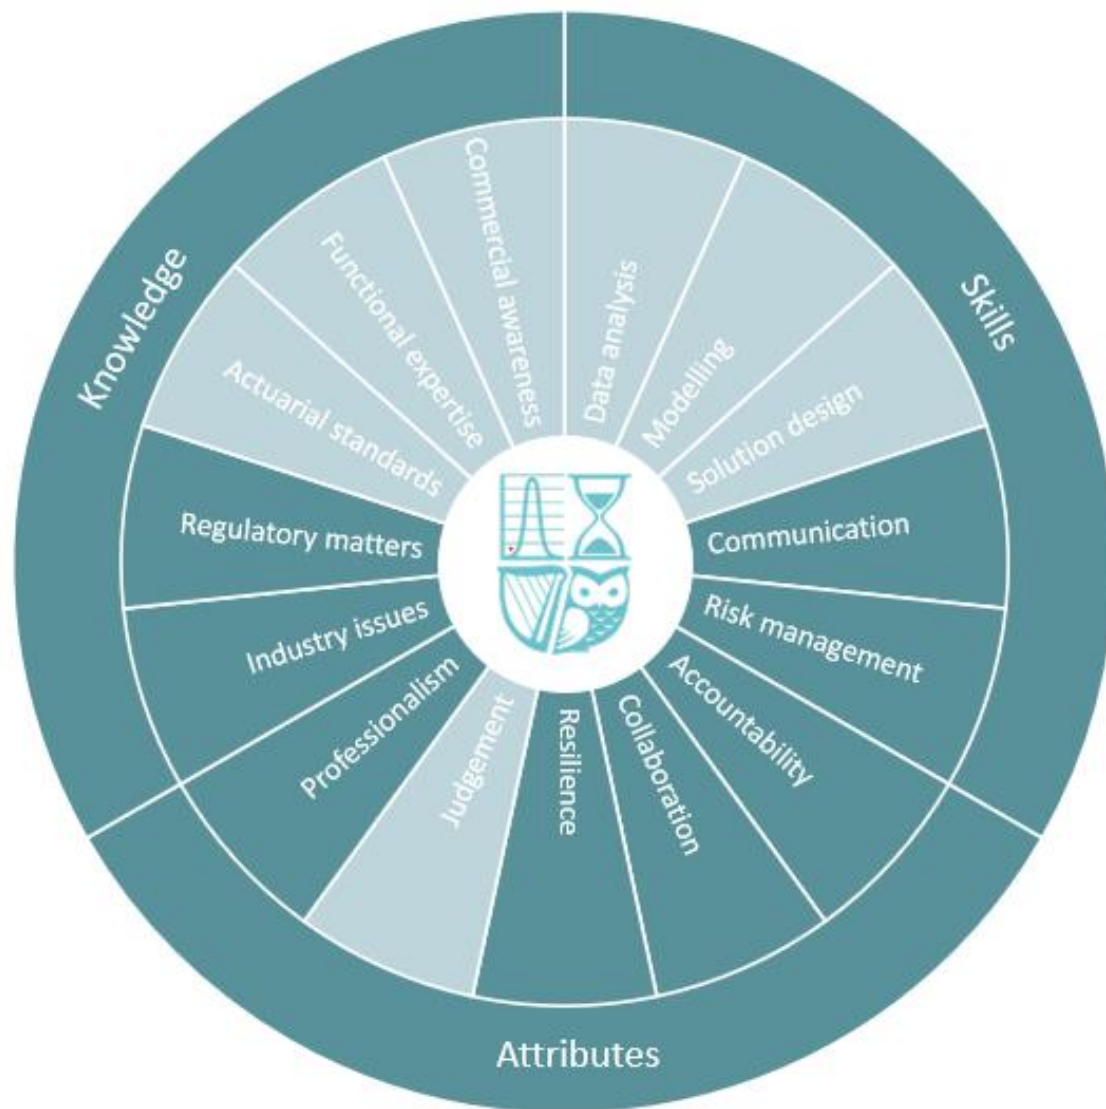 Knowledge
Skills
Attributes
Commercial awareness
Functional expertise
Actuarial standards
Regulatory matters
Industry issues
Data analysis
Modelling
Solution design
Communication
Risk management
Accountability
Collaboration
Resilience
Judgement
Professionalism